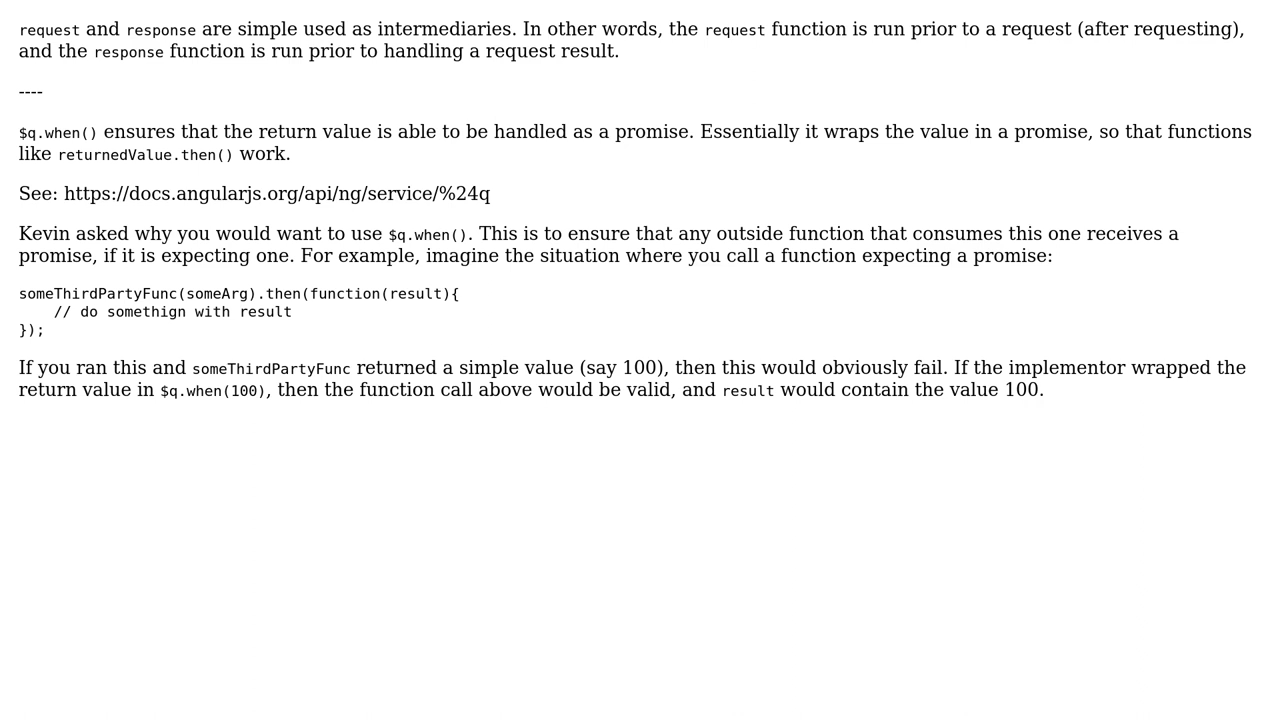 request and response are simple used as intermediaries. In other words, the request function is run prior to a request (after requesting),
and the response function is run prior to handling a request result.
----
$q.when() ensures that the return value is able to be handled as a promise. Essentially it wraps the value in a promise, so that functions
like returnedValue.then() work.
See: https://docs.angularjs.org/api/ng/service/%24q
Kevin asked why you would want to use $q.when(). This is to ensure that any outside function that consumes this one receives a
promise, if it is expecting one. For example, imagine the situation where you call a function expecting a promise:
someThirdPartyFunc(someArg).then(function(result){
    // do somethign with result
});
If you ran this and someThirdPartyFunc returned a simple value (say 100), then this would obviously fail. If the implementor wrapped the
return value in $q.when(100), then the function call above would be valid, and result would contain the value 100.